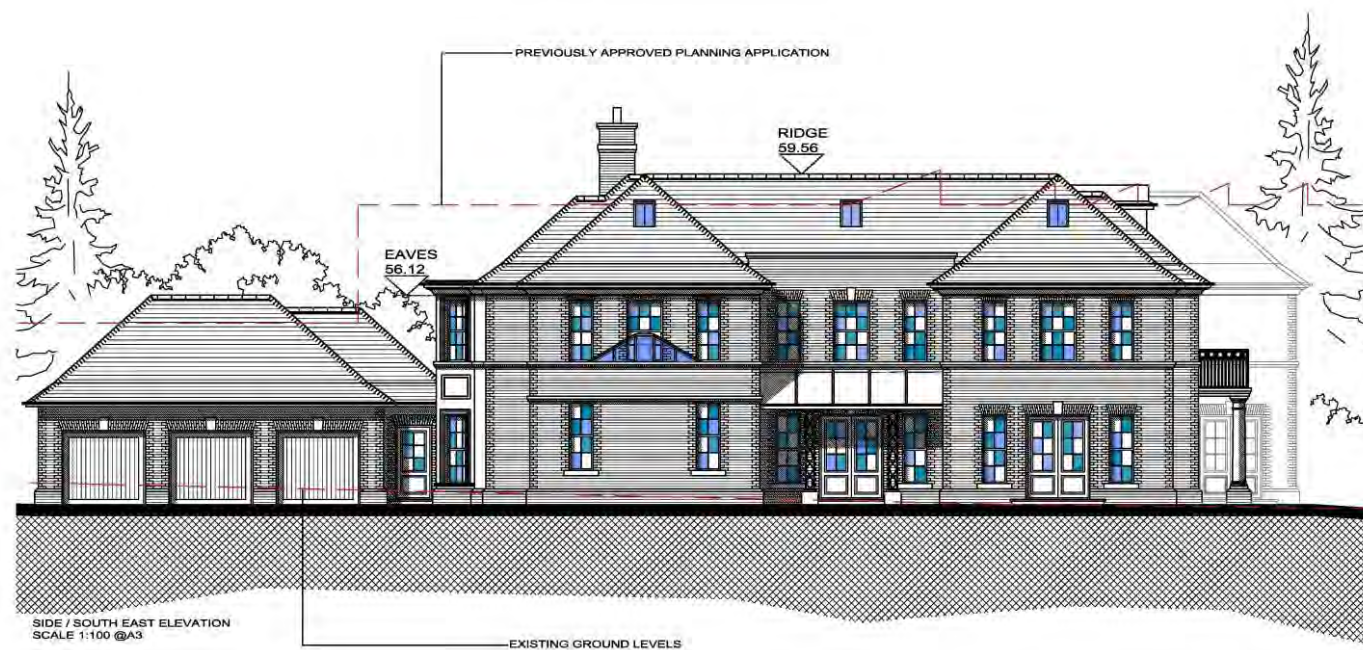 PREVIOUSLY APPROVED PLANNING APPLICATION
RIDGE
59.56
EAVES
56.12
SIDE / SOUTH EAST ELEVATION
SCALE 1:100 @A3
EXISTING GROUND LEVELS